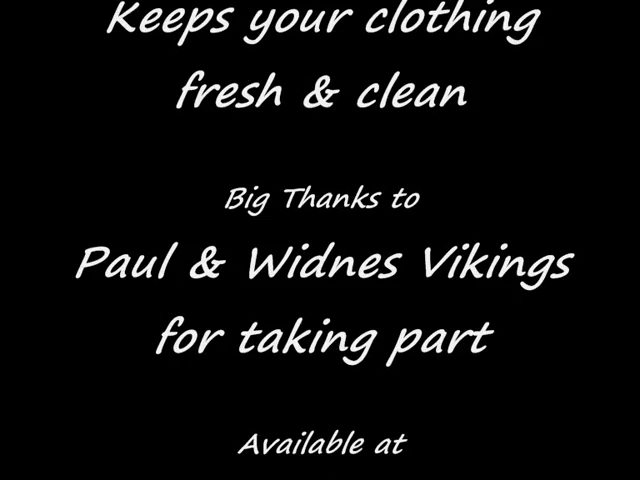 Keeps your clothing
fresh & clean
Big Thanks to
Paul & Widnes Vikings
for taking part
Available at